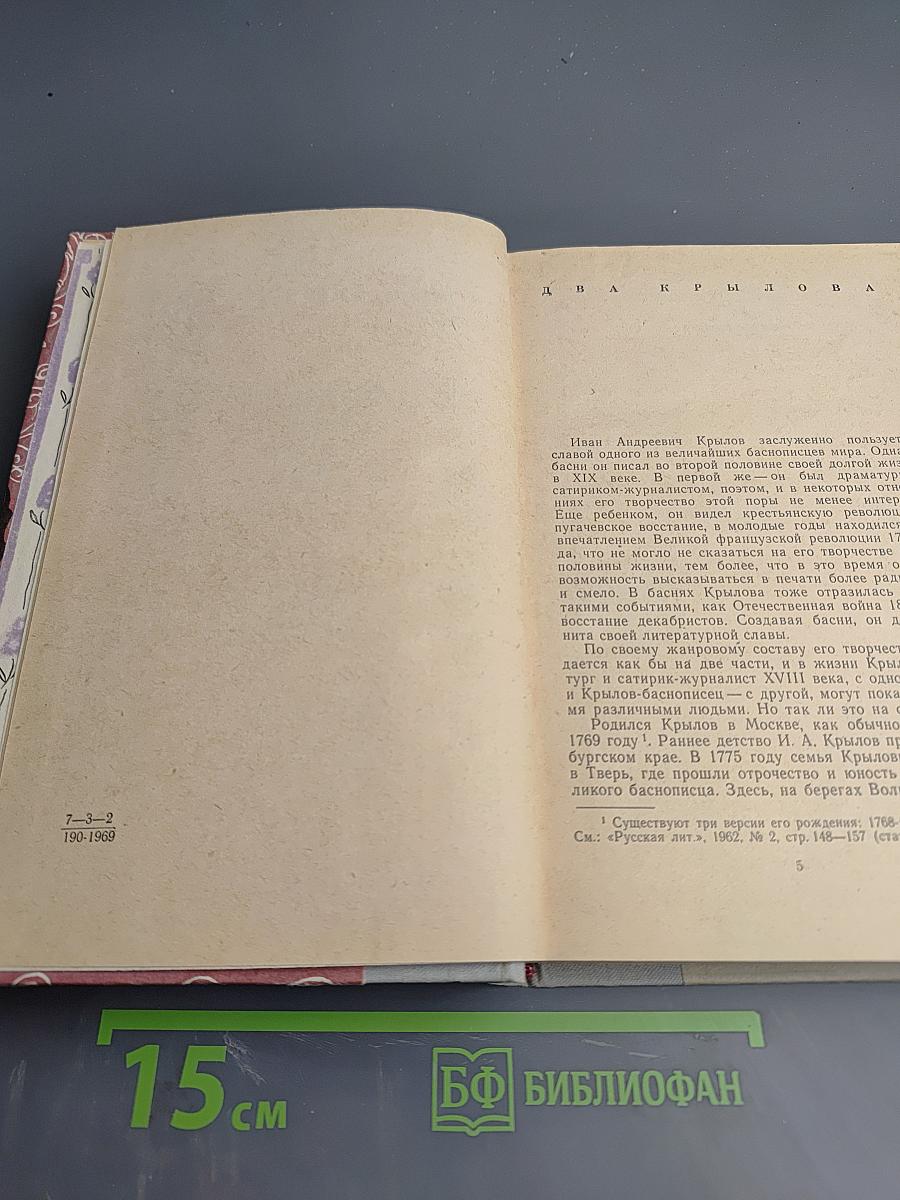 7—3—2
190-1969
ДВА КРЫЛОВА
Иван Андреевич Крылов заслуженно пользует
славой одного из величайших баснописцев мира. Одна
басни он писал во второй половине своей долгой жиз
в XIX веке. В первой же — он был драматур
сатириком-журналистом, поэтом, и в некоторых отно
ниях его творчество этой поры не менее интер
Еще ребенком, он видел крестьянскую революц
пугачевское восстание, в молодые годы находился
впечатлением Великой французской революции 17
да, что не могло не сказаться на его творчестве
половины жизни, тем более, что в это время о
возможность высказываться в печати более рад
и смело. В баснях Крылова тоже отразилась
такими событиями, как Отечественная война 18
восстание декабристов. Создавая басни, он д
нита своей литературной славы.
По своему жанровому составу его творчест
дается как бы на две части, и в жизни Крыл
тург и сатирик-журналист XVIII века, с одно
и Крылов-баснописец — с другой, могут пока
мя различными людьми. Но так ли это на с
Родился Крылов в Москве, как обычно
1769 году 1. Раннее детство И. А. Крылов пр
бургском крае. В 1775 году семья Крылов
в Тверь, где прошли отрочество и юность
ликого баснописца. Здесь, на берегах Вол
1 Существуют три версии его рождения: 1768-
См.: «Русская лит.», 1962, № 2, стр. 148—157 (ста
5
15 см
БФ БИБЛИОФАН